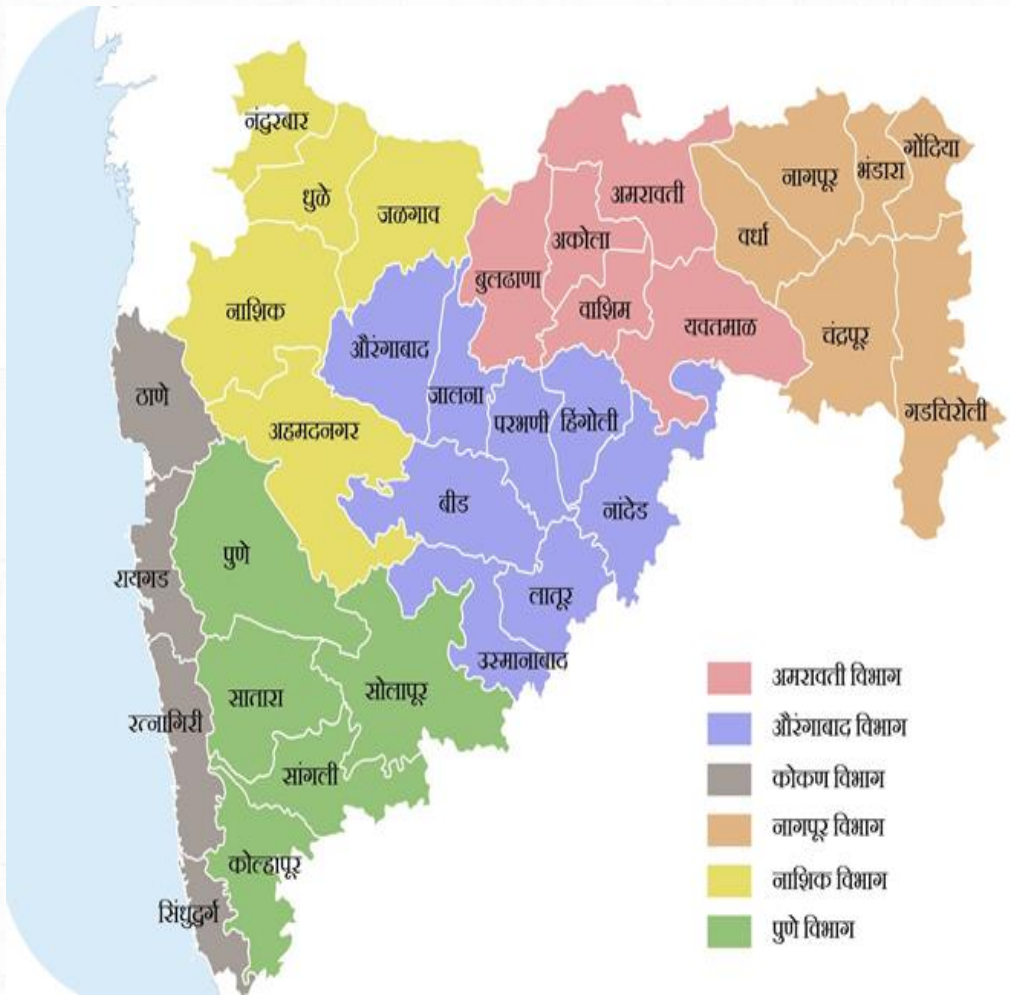 नंदुरबार
धुळे
जळगाव
नाशिक
अहमदनगर
अमरावती
अकोला
बुलढाणा
वाशिम
यवतमाळ
नागपूर
भंडारा
गोंदिया
वर्धा
चंद्रपूर
गडचिरोली
औरंगाबाद
जालना
परभणी
हिंगोली
नांदेड
बीड
लातूर
उस्मानाबाद
ठाणे
रायगड
रत्नागिरी
सिंधुदुर्ग
पुणे
सातारा
सोलापूर
सांगली
कोल्हापूर
अमरावती विभाग
औरंगाबाद विभाग
कोकण विभाग
नागपूर विभाग
नाशिक विभाग
पुणे विभाग